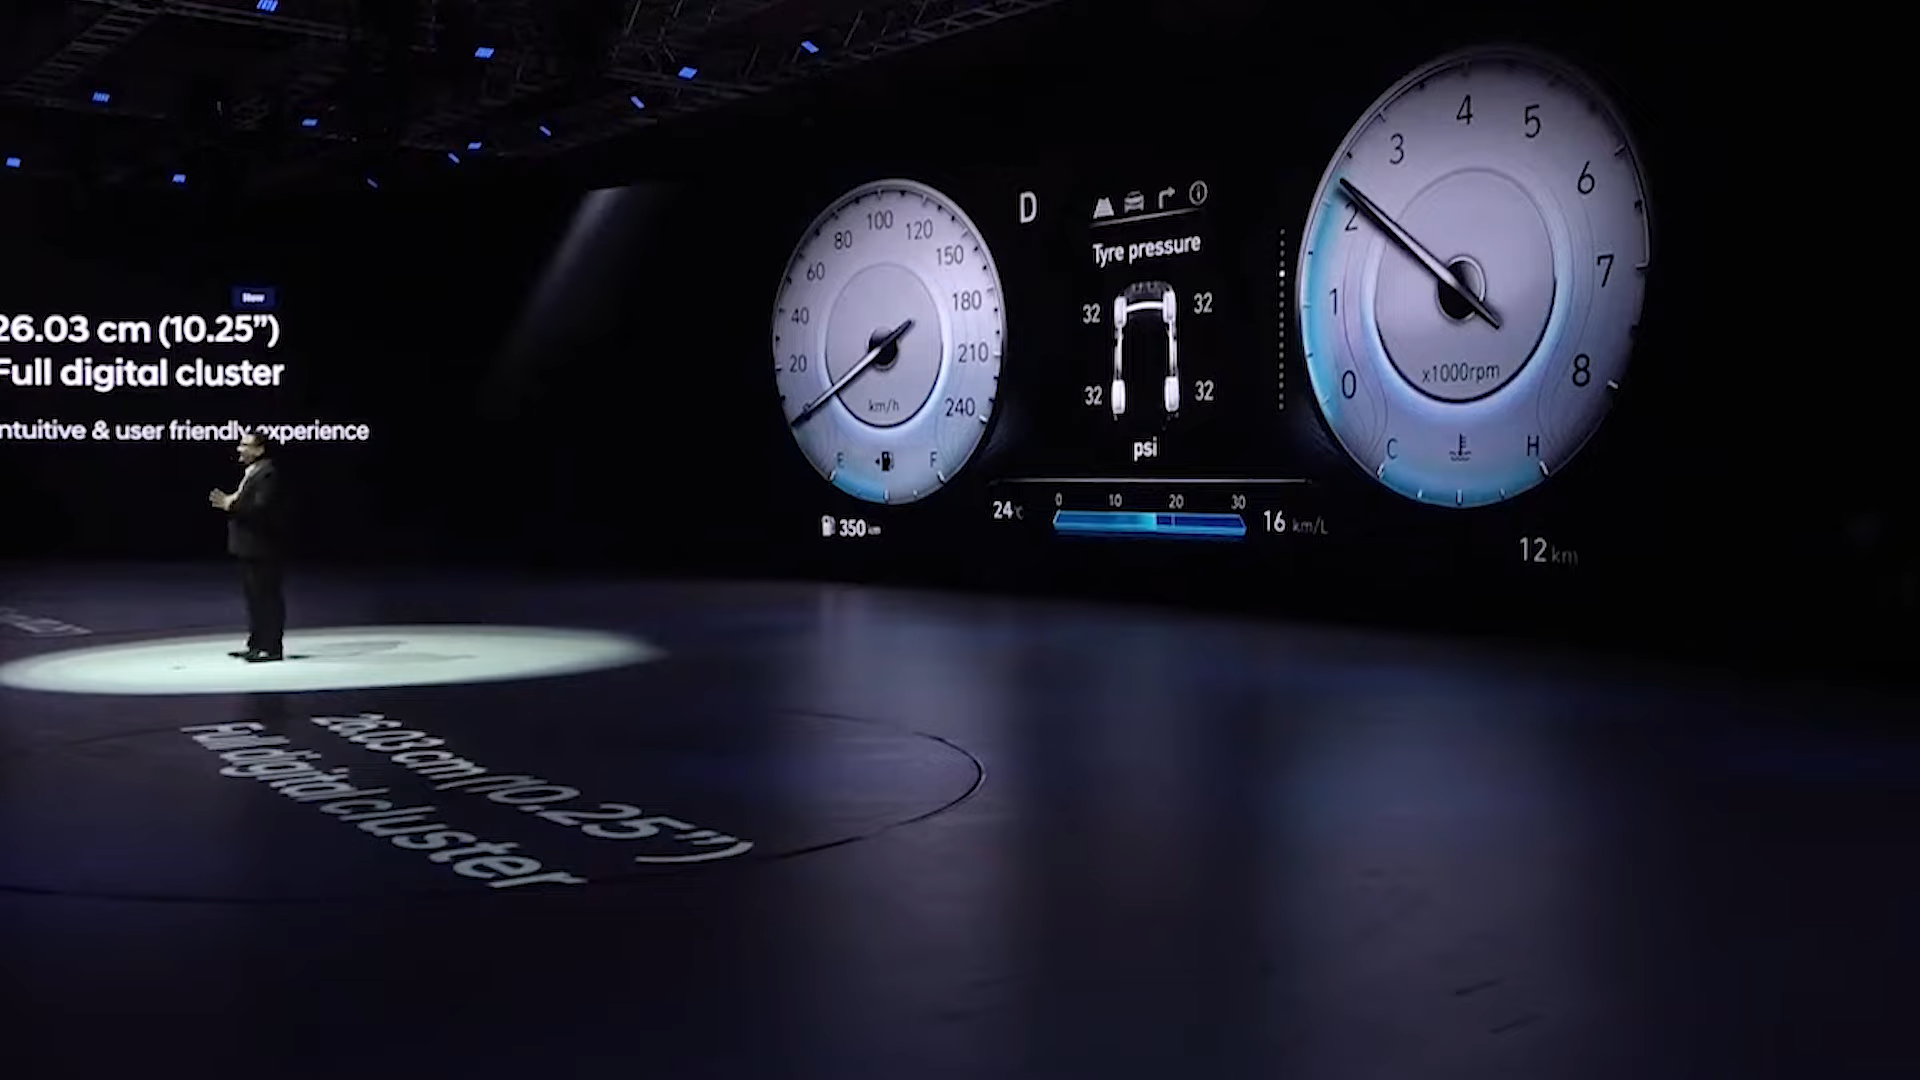 New
26.03 cm (10.25”)
Full digital cluster
ntuitive & user friendly experience
20
40
60
80
100
120
150
180
210
240
km/h
E
F
350 km
D
Tyre pressure
32
32
32
32
psi
24°C
0 10 20 30
16 km/L
0
1
2
3
4
5
6
7
8
x1000rpm
C
H
12 km
26.03 cm (10.25”)
Full digital cluster